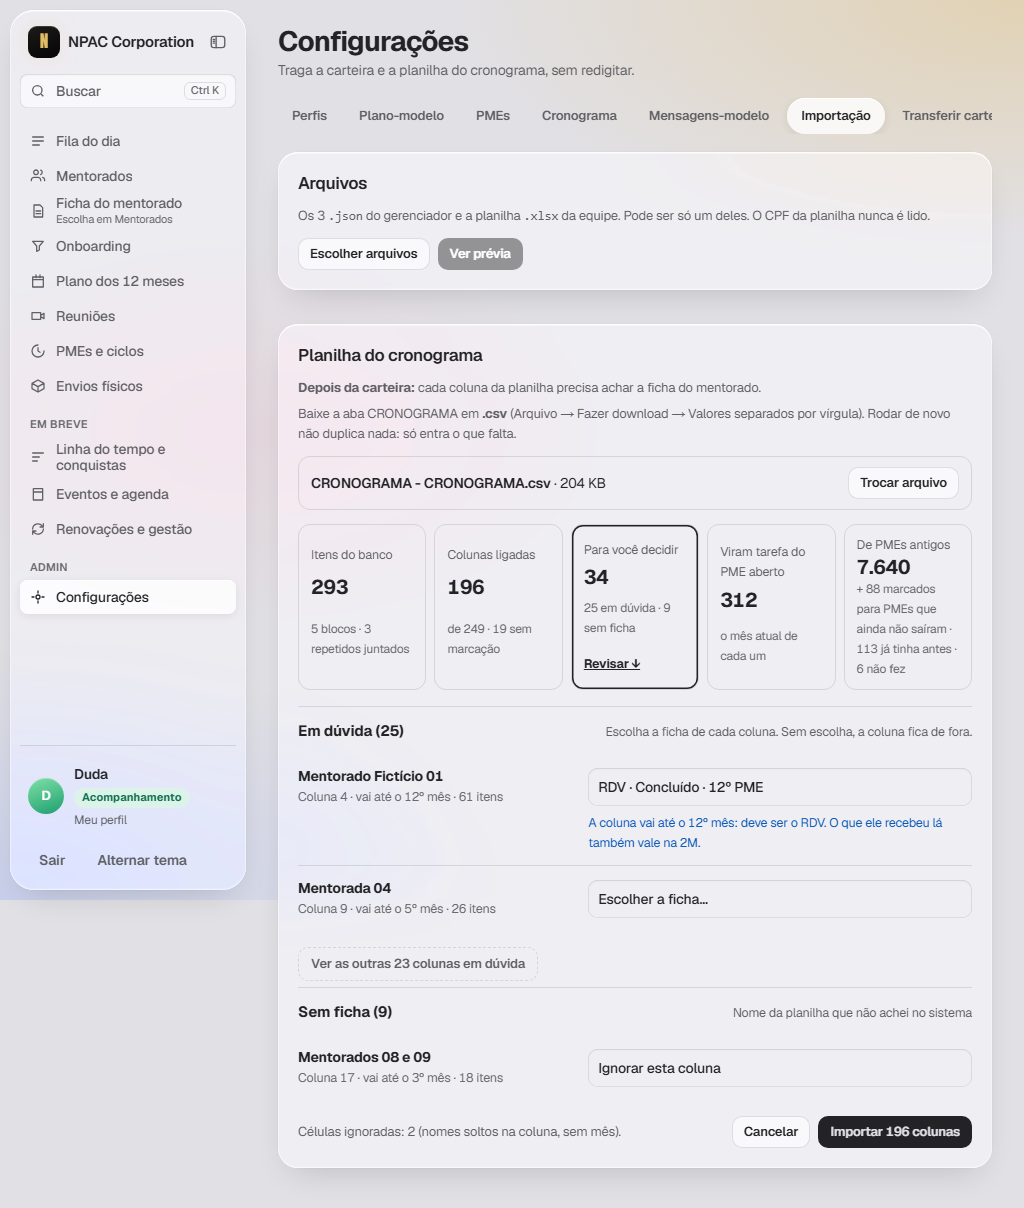 N
NPAC Corporation
Buscar
Ctrl K
Fila do dia
Mentorados
Ficha do mentorado
Escolha em Mentorados
Onboarding
Plano dos 12 meses
Reuniões
PMEs e ciclos
Envios físicos
EM BREVE
Linha do tempo e
conquistas
Eventos e agenda
Renovações e gestão
ADMIN
Configurações
D
Duda
Acompanhamento
Meu perfil
Sair
Alternar tema
Configurações
Traga a carteira e a planilha do cronograma, sem redigitar.
Perfis
Plano-modelo
PMEs
Cronograma
Mensagens-modelo
Importação
Transferir carte
Arquivos
Os 3 .json do gerenciador e a planilha .xlsx da equipe. Pode ser só um deles. O CPF da planilha nunca é lido.
Escolher arquivos
Ver prévia
Planilha do cronograma
Depois da carteira: cada coluna da planilha precisa achar a ficha do mentorado.
Baixe a aba CRONOGRAMA em .csv (Arquivo → Fazer download → Valores separados por vírgula). Rodar de novo
não duplica nada: só entra o que falta.
CRONOGRAMA - CRONOGRAMA.csv · 204 KB
Trocar arquivo
Itens do banco
293
5 blocos · 3
repetidos juntados
Colunas ligadas
196
de 249 · 19 sem
marcação
Para você decidir
34
25 em dúvida · 9
sem ficha
Revisar ↓
Viram tarefa do
PME aberto
312
o mês atual de
cada um
De PMEs antigos
7.640
+ 88 marcados
para PMEs que
ainda não saíram ·
113 já tinha antes ·
6 não fez
Em dúvida (25)
Escolha a ficha de cada coluna. Sem escolha, a coluna fica de fora.
Mentorado Fictício 01
Coluna 4 · vai até o 12º mês · 61 itens
RDV · Concluído · 12º PME
A coluna vai até o 12º mês: deve ser o RDV. O que ele recebeu lá
também vale na 2M.
Mentorada 04
Coluna 9 · vai até o 5º mês · 26 itens
Escolher a ficha…
Ver as outras 23 colunas em dúvida
Sem ficha (9)
Nome da planilha que não achei no sistema
Mentorados 08 e 09
Coluna 17 · vai até o 3º mês · 18 itens
Ignorar esta coluna
Células ignoradas: 2 (nomes soltos na coluna, sem mês).
Cancelar
Importar 196 colunas